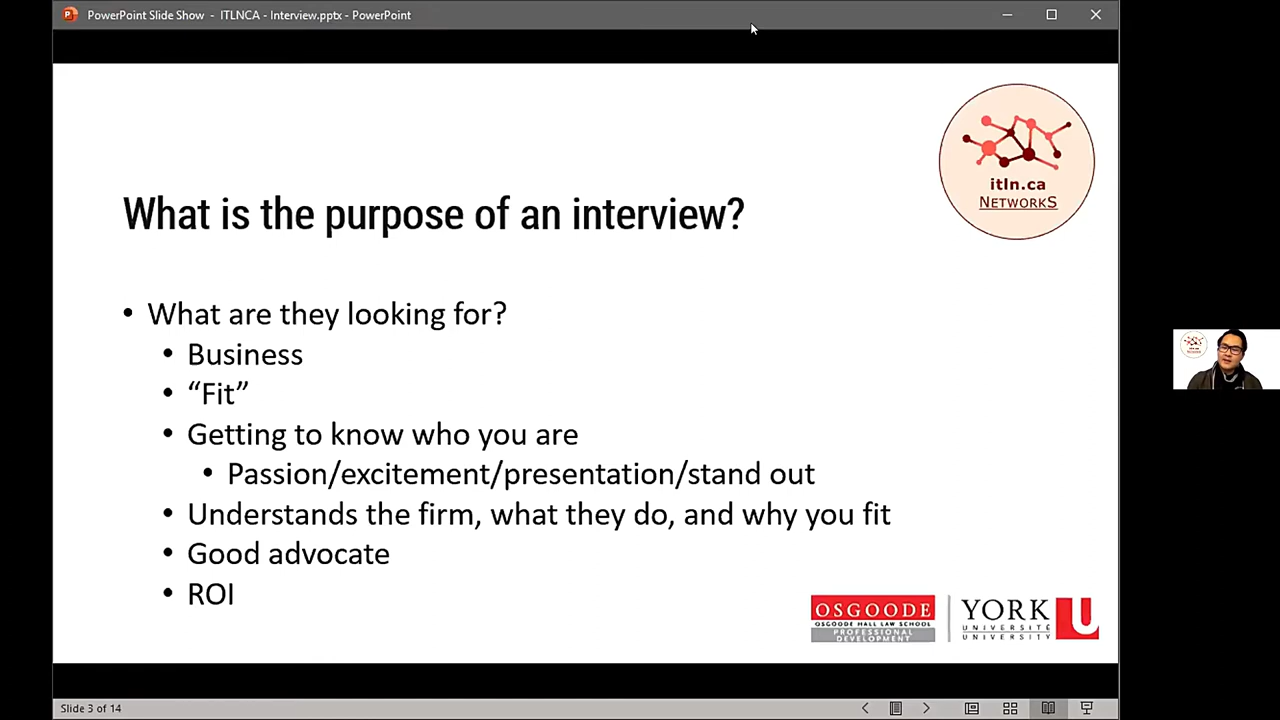 PowerPoint Slide Show - ITLNCA - Interview.pptx - PowerPoint
itln.ca
NETWORKS
What is the purpose of an interview?
• What are they looking for?
• Business
• “Fit”
• Getting to know who you are
• Passion/excitement/presentation/stand out
• Understands the firm, what they do, and why you fit
• Good advocate
• ROI
OSGOODE
OSGOODE HALL LAW SCHOOL
PROFESSIONAL
DEVELOPMENT
YORK U
UNIVERSITÉ
UNIVERSITY
Slide 3 of 14